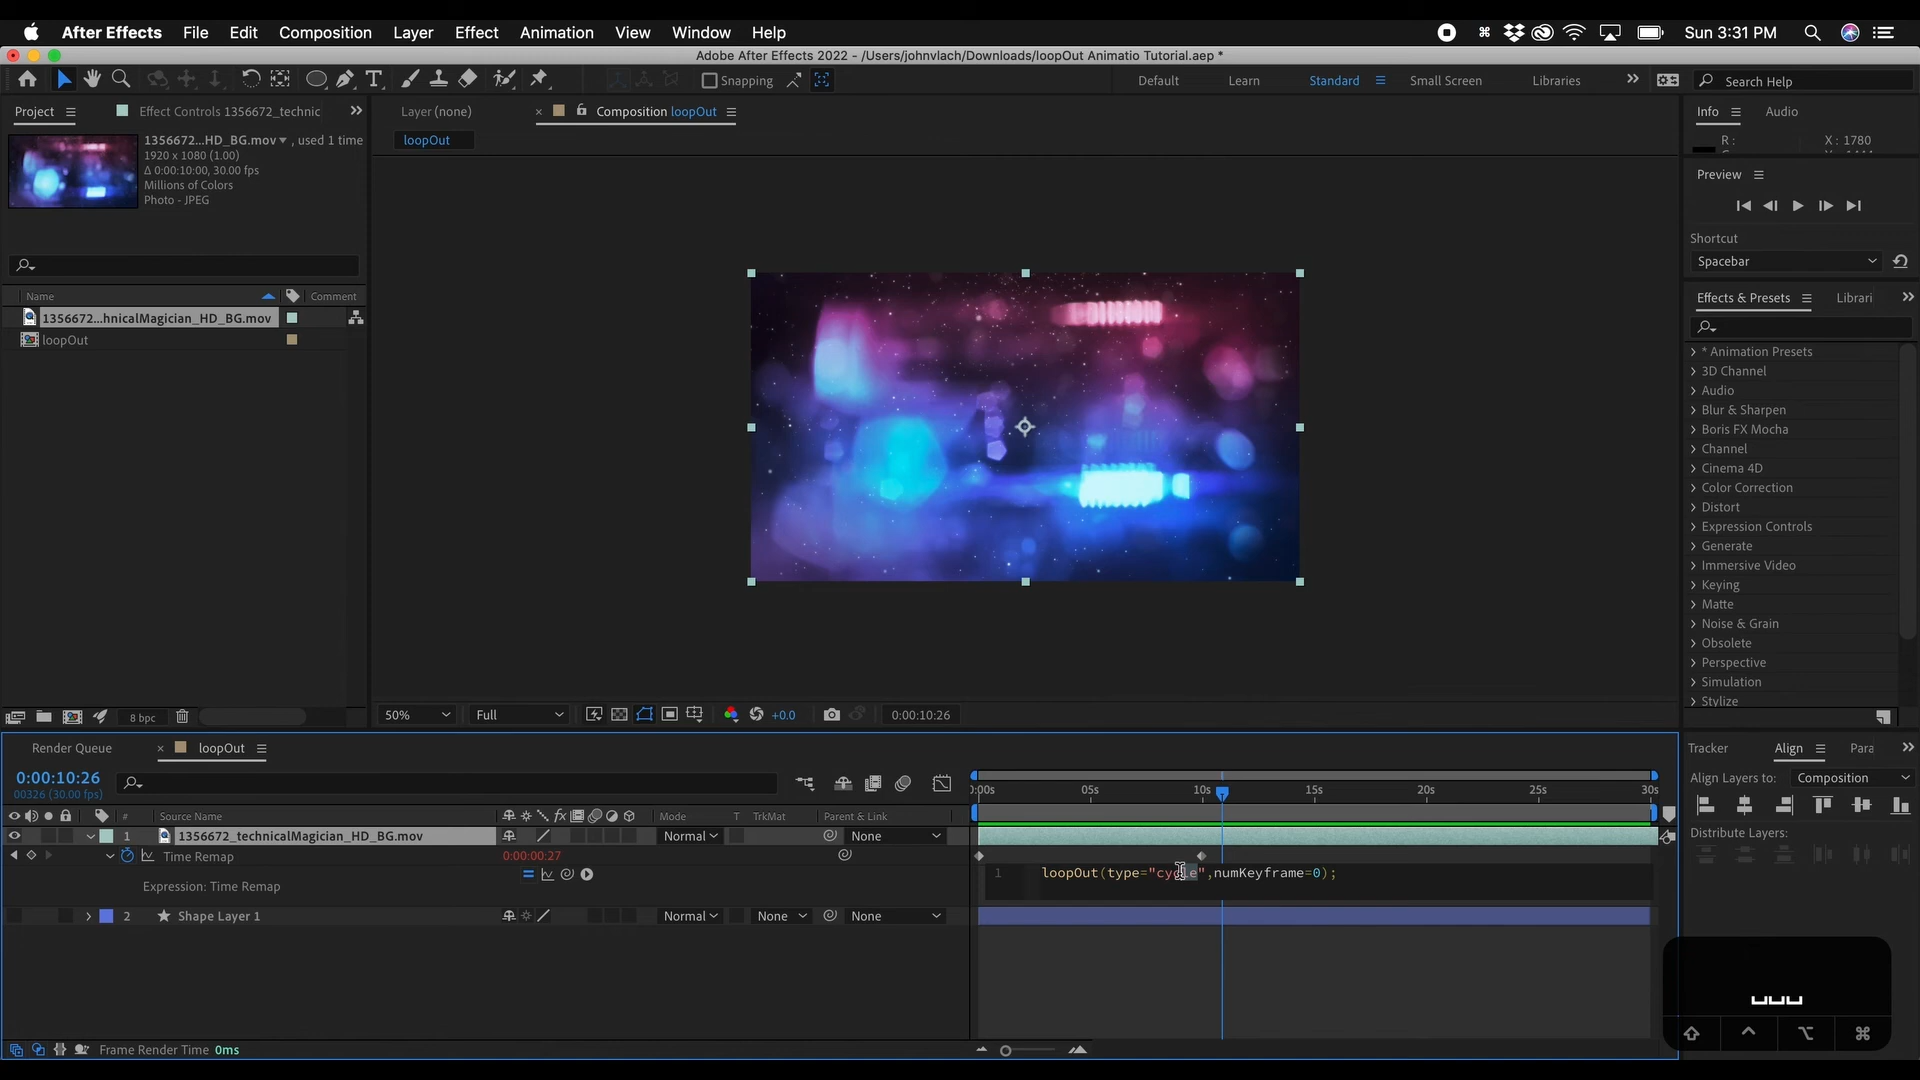 After Effects File Edit Composition Layer Effect Animation View Window Help
Sun 3:31 PM
Adobe After Effects 2022 - /Users/johnvlach/Downloads/loopOut Animatio Tutorial.aep *
Snapping
Default Learn Standard Small Screen Libraries
Search Help
Project
Effect Controls 1356672_technic
Layer (none)
Composition loopOut
Info Audio
loopOut
1356672...HD_BG.mov , used 1 time
1920 x 1080 (1.00)
Δ 0:00:10:00, 30.00 fps
Millions of Colors
Photo - JPEG
R:
X: 1780
Preview
Shortcut
Spacebar
Name Comment
1356672...hnicalMagician_HD_BG.mov
loopOut
Effects & Presets Librari
* Animation Presets
3D Channel
Audio
Blur & Sharpen
Boris FX Mocha
Channel
Cinema 4D
Color Correction
Distort
Expression Controls
Generate
Immersive Video
Keying
Matte
Noise & Grain
Obsolete
Perspective
Simulation
Stylize
8 bpc
50% Full +0.0 0:00:10:26
Render Queue
loopOut
0:00:10:26
00326 (30.00 fps)
:00s 05s 10s 15s 20s 25s 30s
# Source Name Mode T TrkMat Parent & Link
1 1356672_technicalMagician_HD_BG.mov Normal None
Time Remap 0:00:00:27
Expression: Time Remap
1 loopOut(type="cycle",numKeyframe=0);
2 Shape Layer 1 Normal None None
Frame Render Time 0ms
Tracker Align Para
Align Layers to: Composition
Distribute Layers: